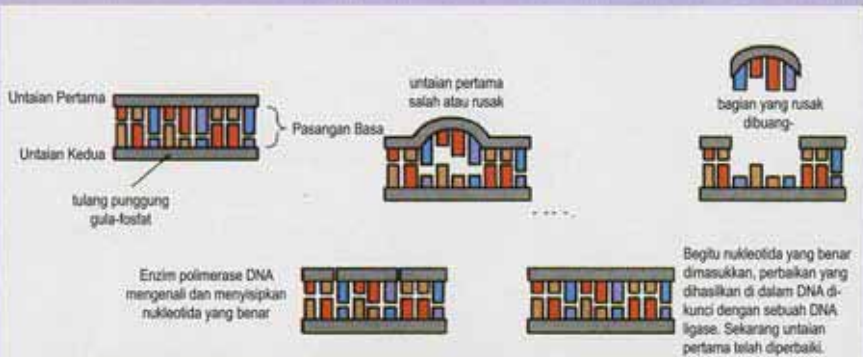 Untaian Pertama
Untaian Kedua
Pasangan Basa
tulang punggung
gula-fosfat
untaian pertama
salah atau rusak
bagian yang rusak
dibuang-
Enzim polimerase DNA
mengenali dan menyisipkan
nukleotida yang benar
Begitu nukleotida yang benar
dimasukkan, perbaikan yang
dihasilkan di dalam DNA di-
kunci dengan sebuah DNA
ligase. Sekarang untaian
pertama telah diperbaiki.